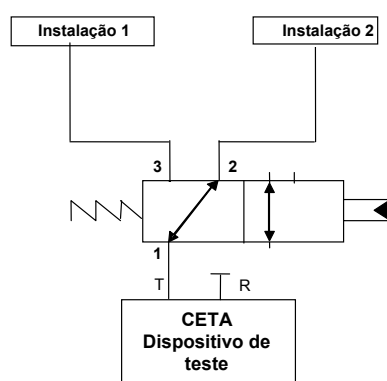 Instalação 1
Instalação 2
3
2
1
T
R
CETA
Dispositivo de
teste